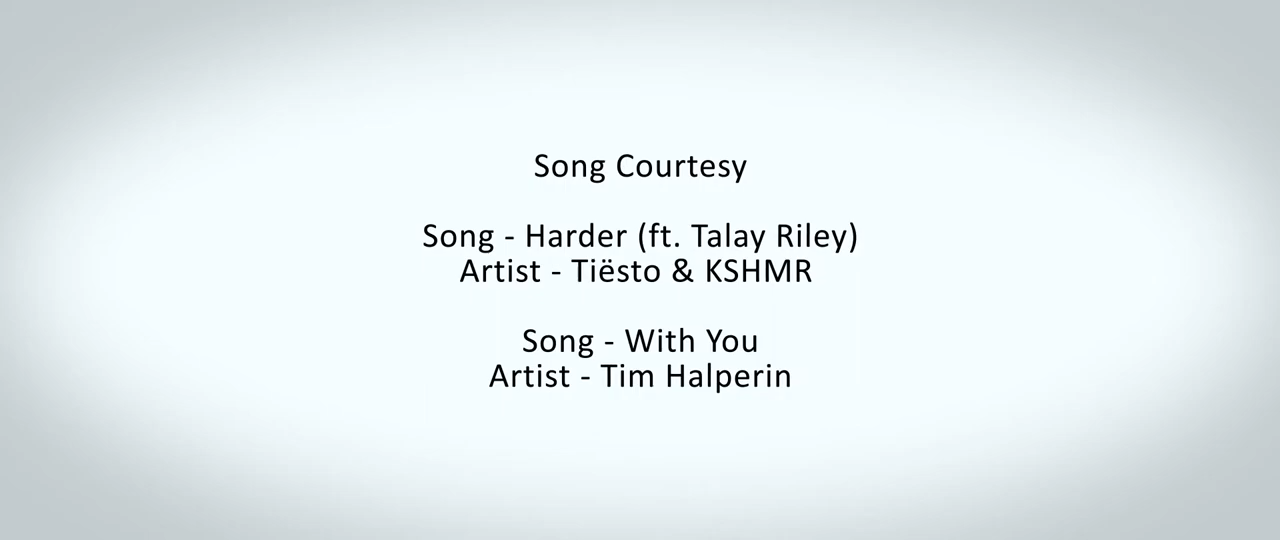 Song Courtesy
Song - Harder (ft. Talay Riley)
Artist - Tiësto & KSHMR
Song - With You
Artist - Tim Halperin